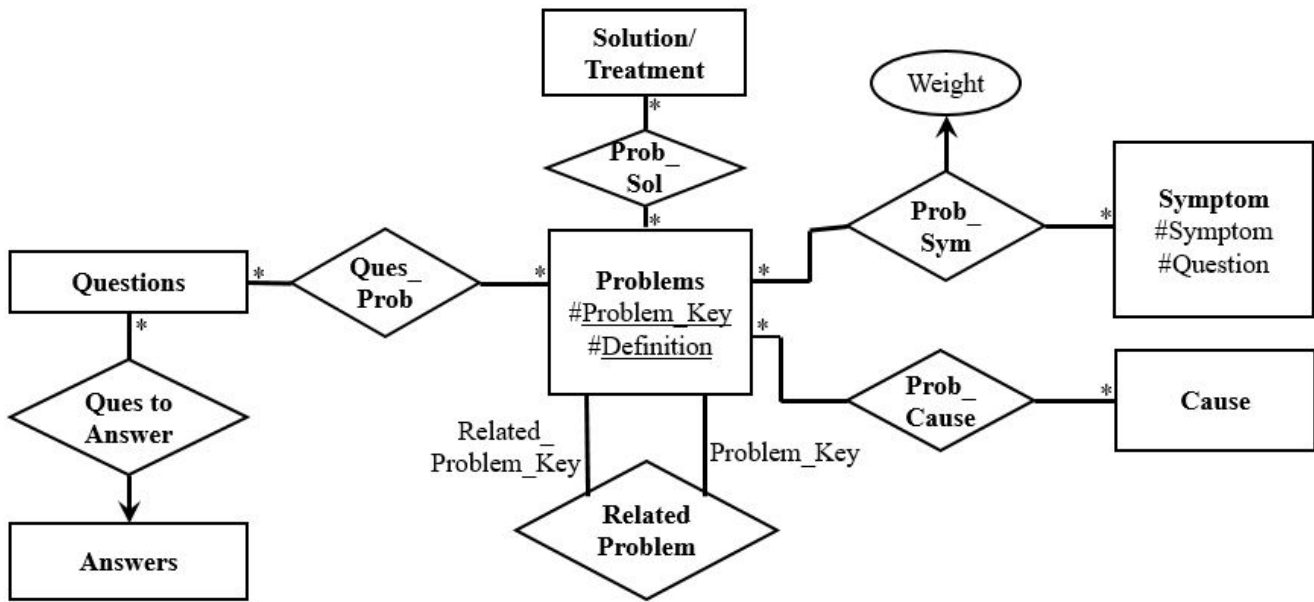 Solution/
Treatment
*
Prob_
Sol
*
Weight
Symptom
#Symptom
#Question
*
Prob_
Sym
*
Questions
*
Ques_
Prob
*
Problems
#Problem_Key
#Definition
*
*
Ques to
Answer
Answers
Related_
Problem_Key
Problem_Key
Related
Problem
Prob_
Cause
*
Cause